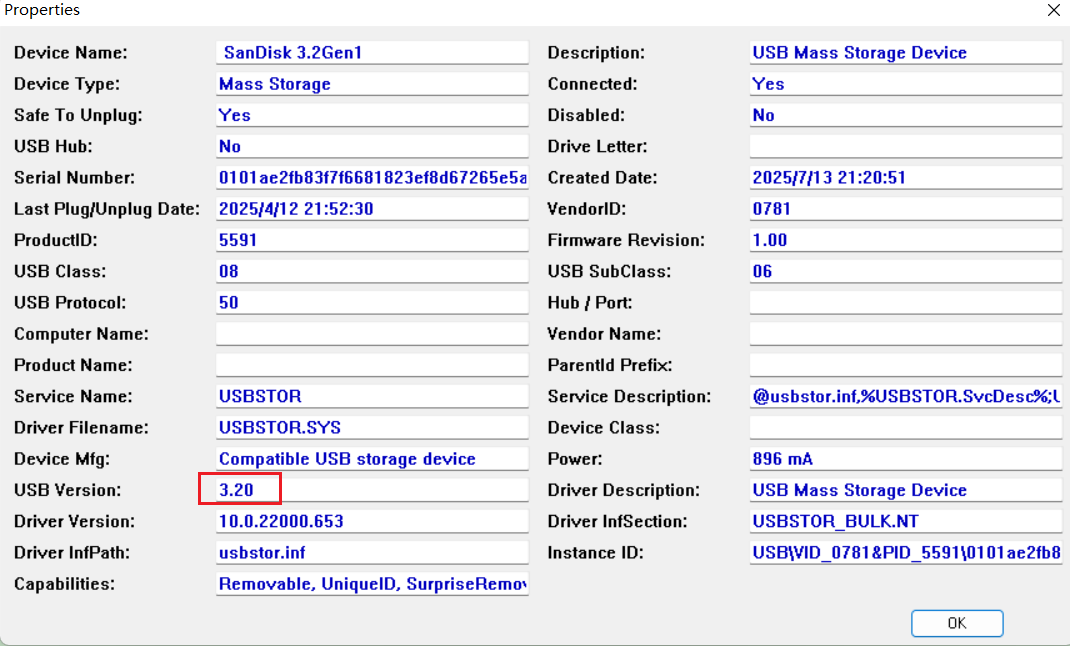 Properties
Device Name: SanDisk 3.2Gen1 Description: USB Mass Storage Device
Device Type: Mass Storage Connected: Yes
Safe To Unplug: Yes Disabled: No
USB Hub: No Drive Letter:
Serial Number: 0101ae2fb83f7f6681823ef8d67265e5a Created Date: 2025/7/13 21:20:51
Last Plug/Unplug Date: 2025/4/12 21:52:30 VendorID: 0781
ProductID: 5591 Firmware Revision: 1.00
USB Class: 08 USB SubClass: 06
USB Protocol: 50 Hub / Port:
Computer Name: Vendor Name:
Product Name: ParentId Prefix:
Service Name: USBSTOR Service Description: @usbstor.inf,%USBSTOR.SvcDesc%;U
Driver Filename: USBSTOR.SYS Device Class:
Device Mfg: Compatible USB storage device Power: 896 mA
USB Version: 3.20 Driver Description: USB Mass Storage Device
Driver Version: 10.0.22000.653 Driver InfSection: USBSTOR_BULK.NT
Driver InfPath: usbstor.inf Instance ID: USB\VID_0781&PID_5591\0101ae2fb8
Capabilities: Removable, UniqueID, SurpriseRemov
OK